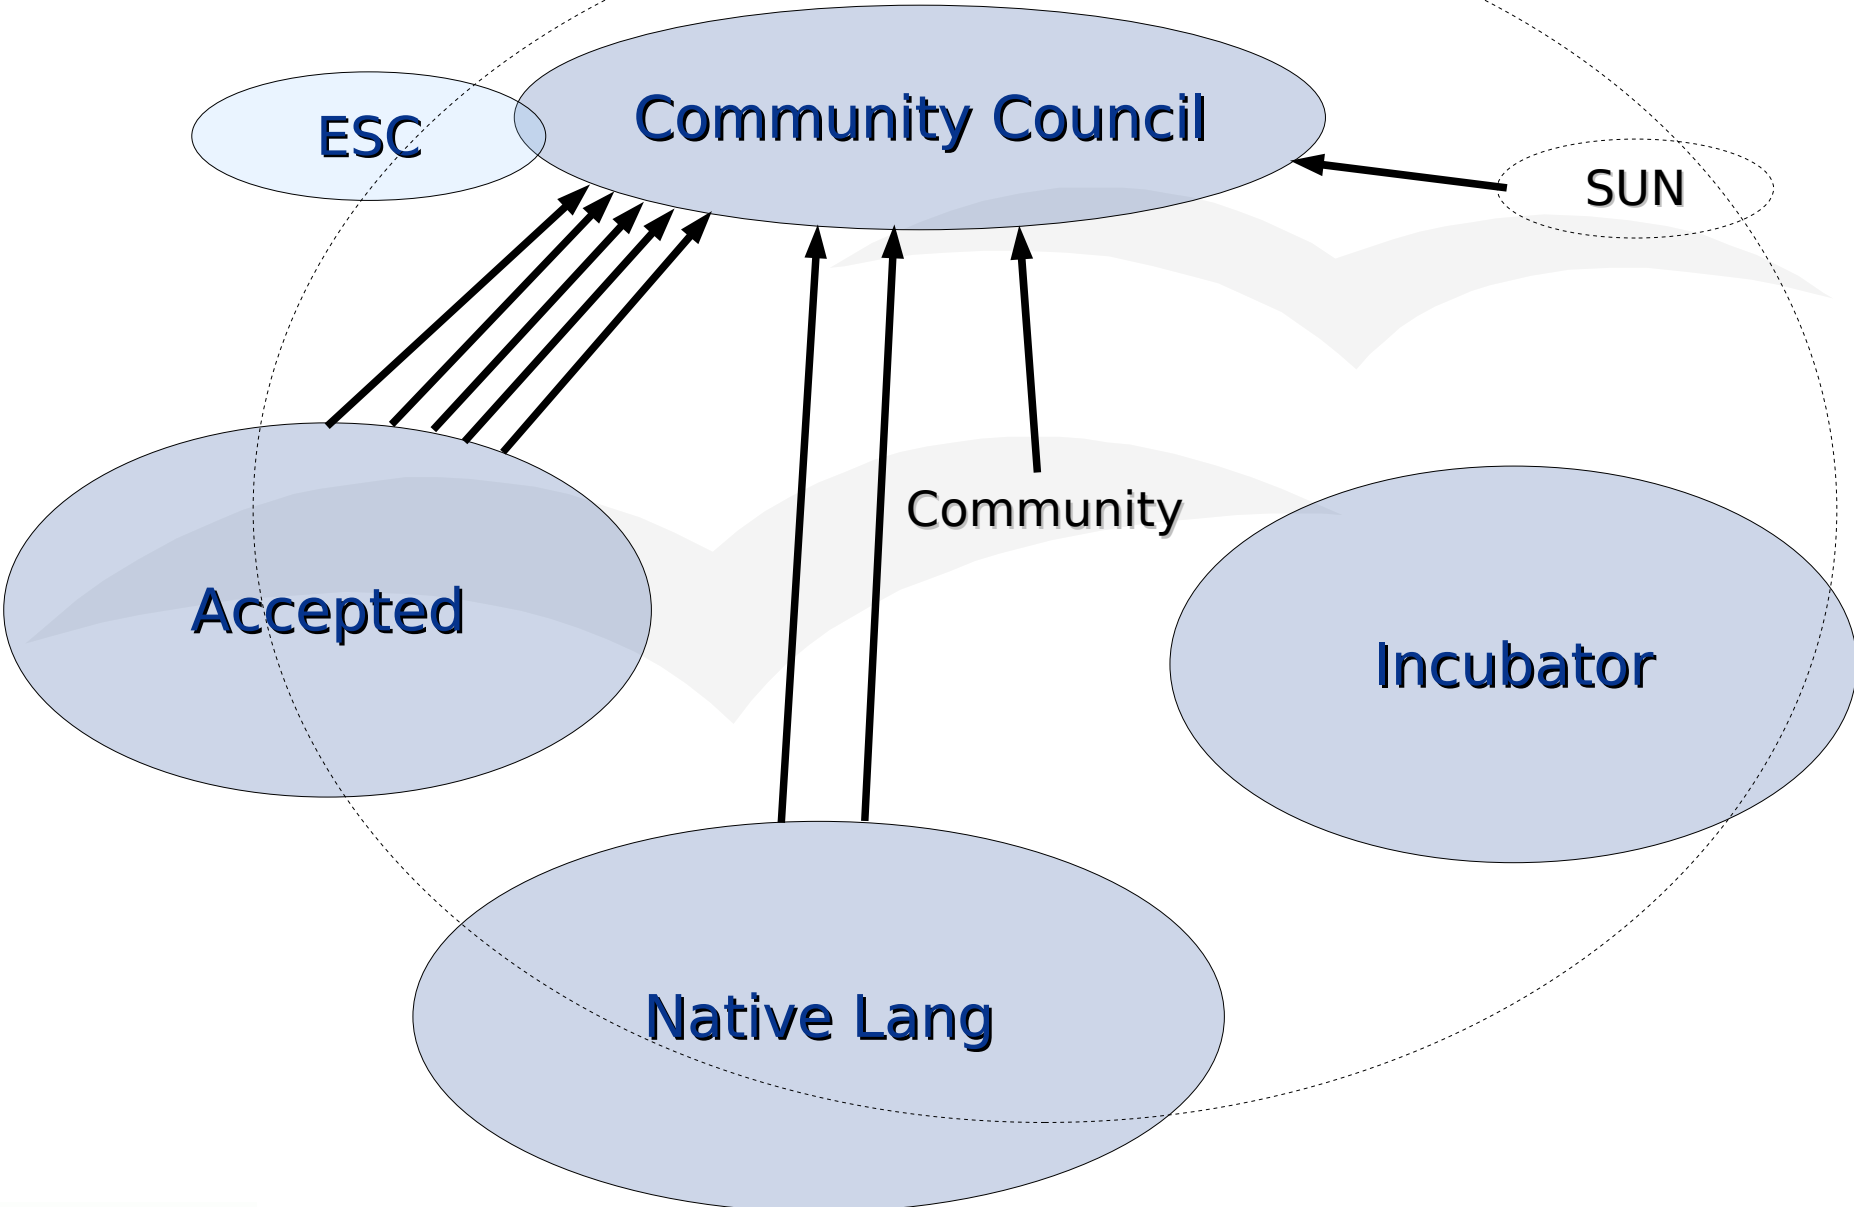 Community Council
ESC
SUN
Community
Accepted
Incubator
Native Lang